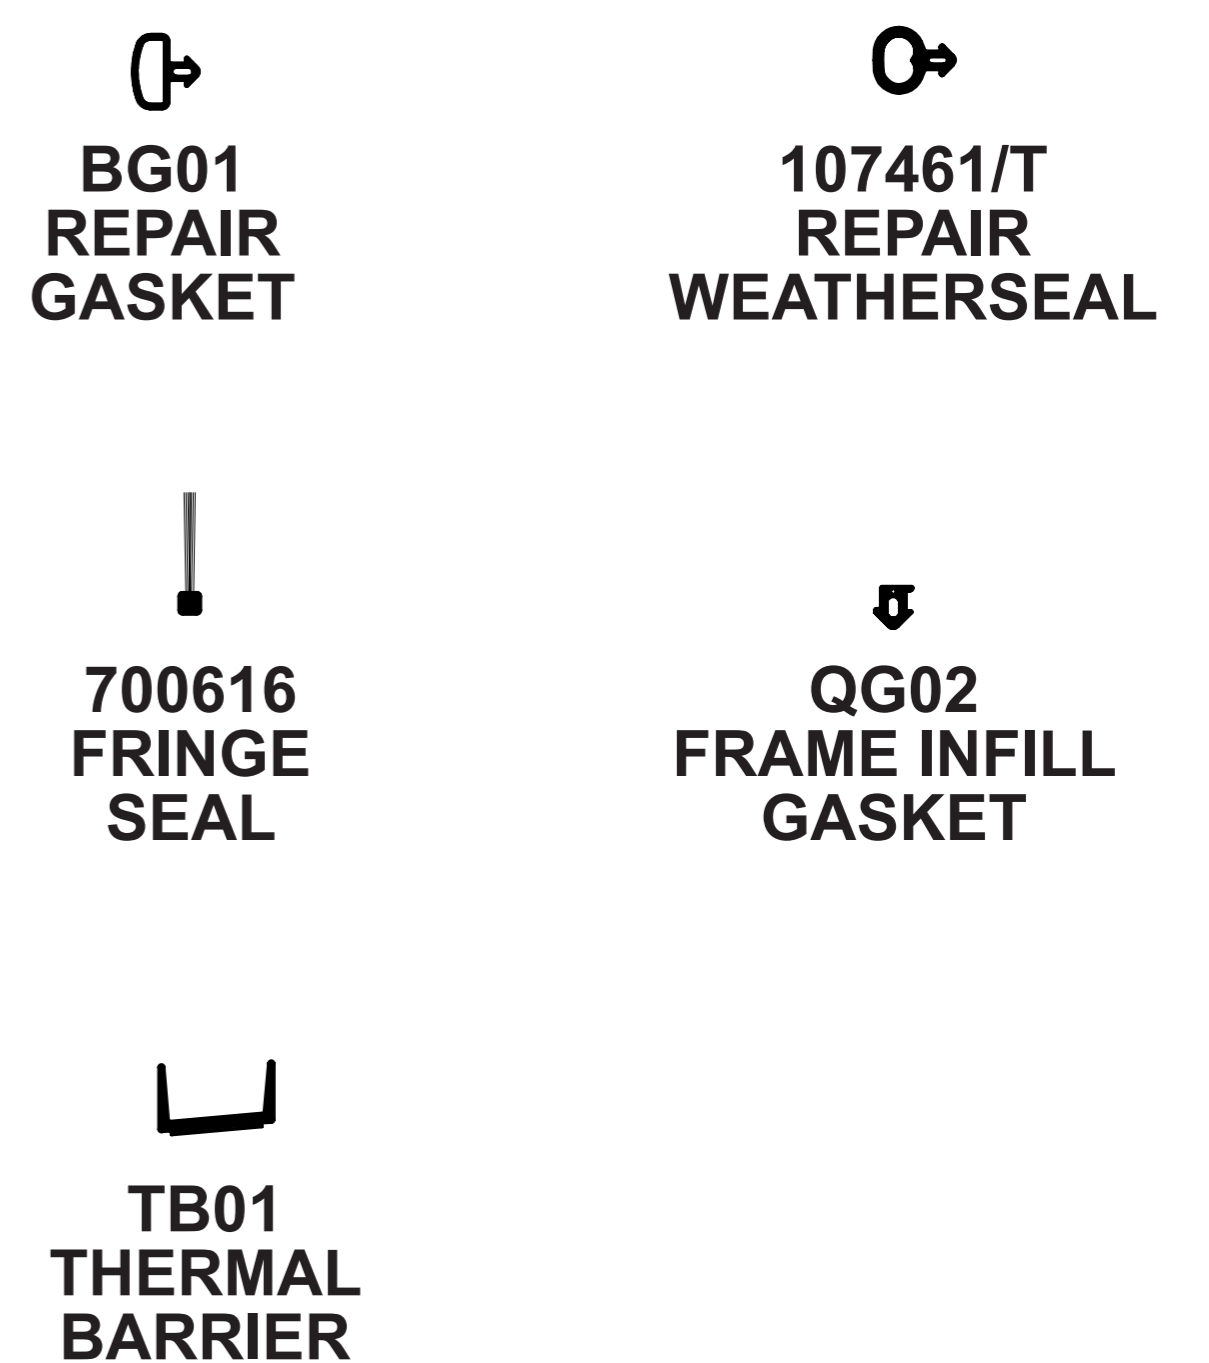 BG01
REPAIR
GASKET
107461/T
REPAIR
WEATHERSEAL
700616
FRINGE
SEAL
QG02
FRAME INFILL
GASKET
TB01
THERMAL
BARRIER